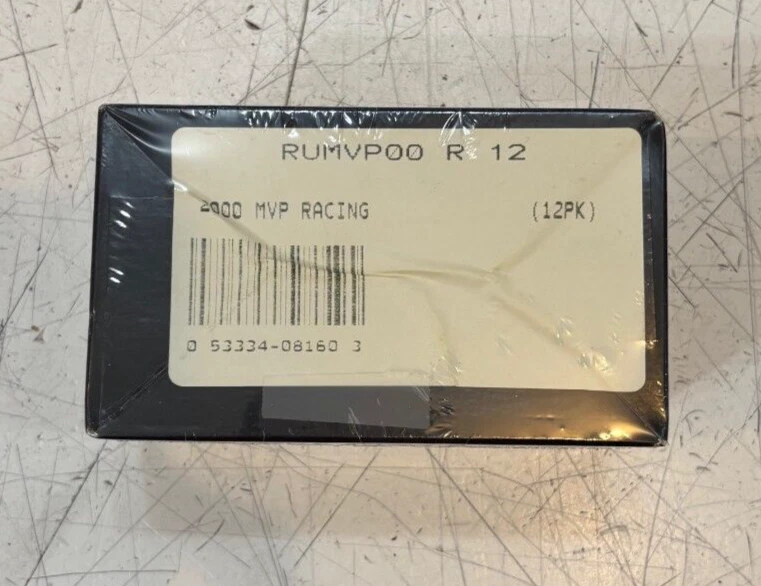 RUMVP00 R 12
2000 MVP RACING (12PK)
0 53334-08160 3